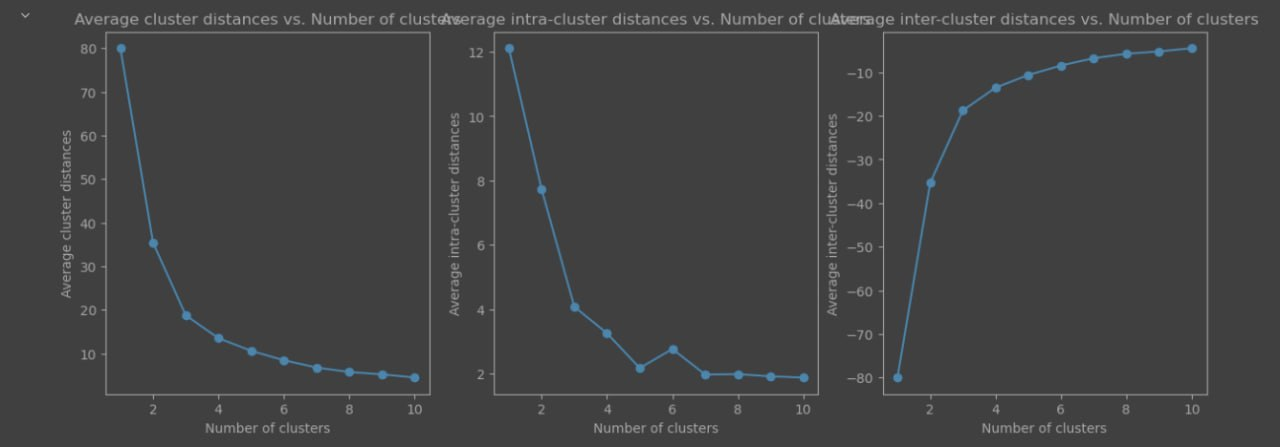 Average cluster distances vs. Number of clusters
Average intra-cluster distances vs. Number of clusters
Average inter-cluster distances vs. Number of clusters
Average cluster distances
80
70
60
50
40
30
20
10
2 4 6 8 10
Number of clusters
Average intra-cluster distances
12
10
8
6
4
2
2 4 6 8 10
Number of clusters
Average inter-cluster distances
−10
−20
−30
−40
−50
−60
−70
−80
2 4 6 8 10
Number of clusters